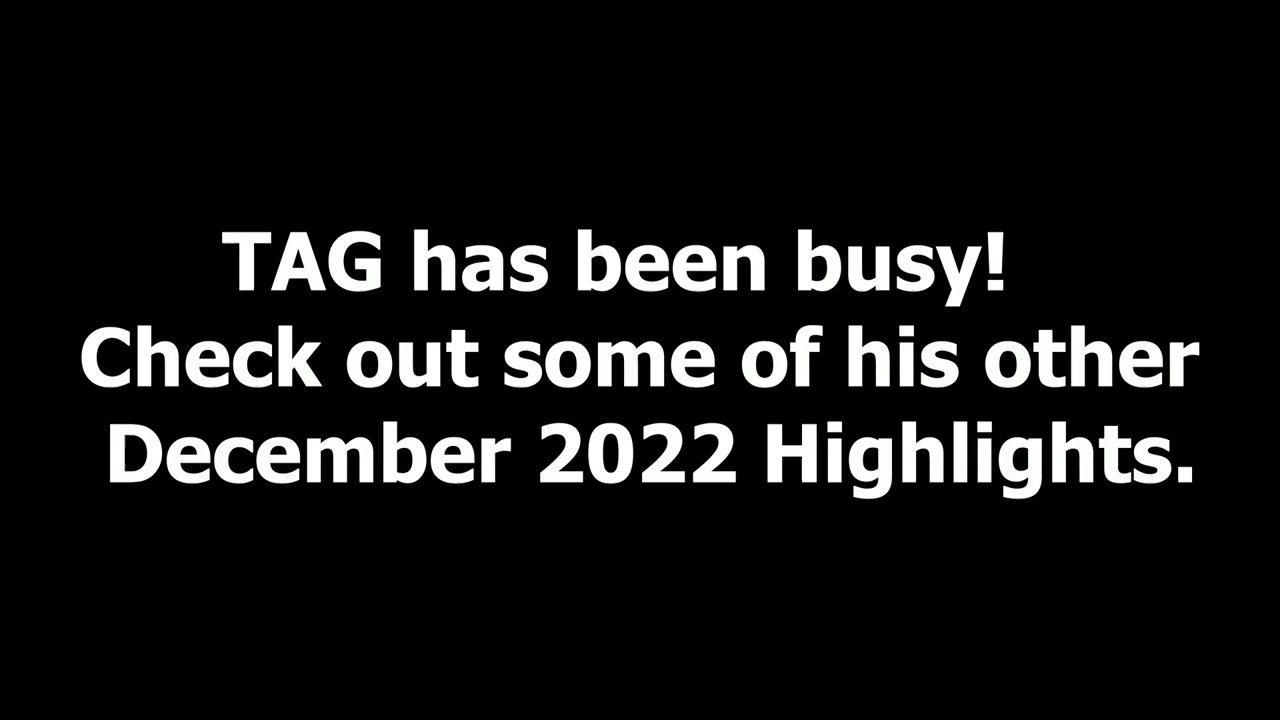 TAG has been busy!
Check out some of his other
December 2022 Highlights.